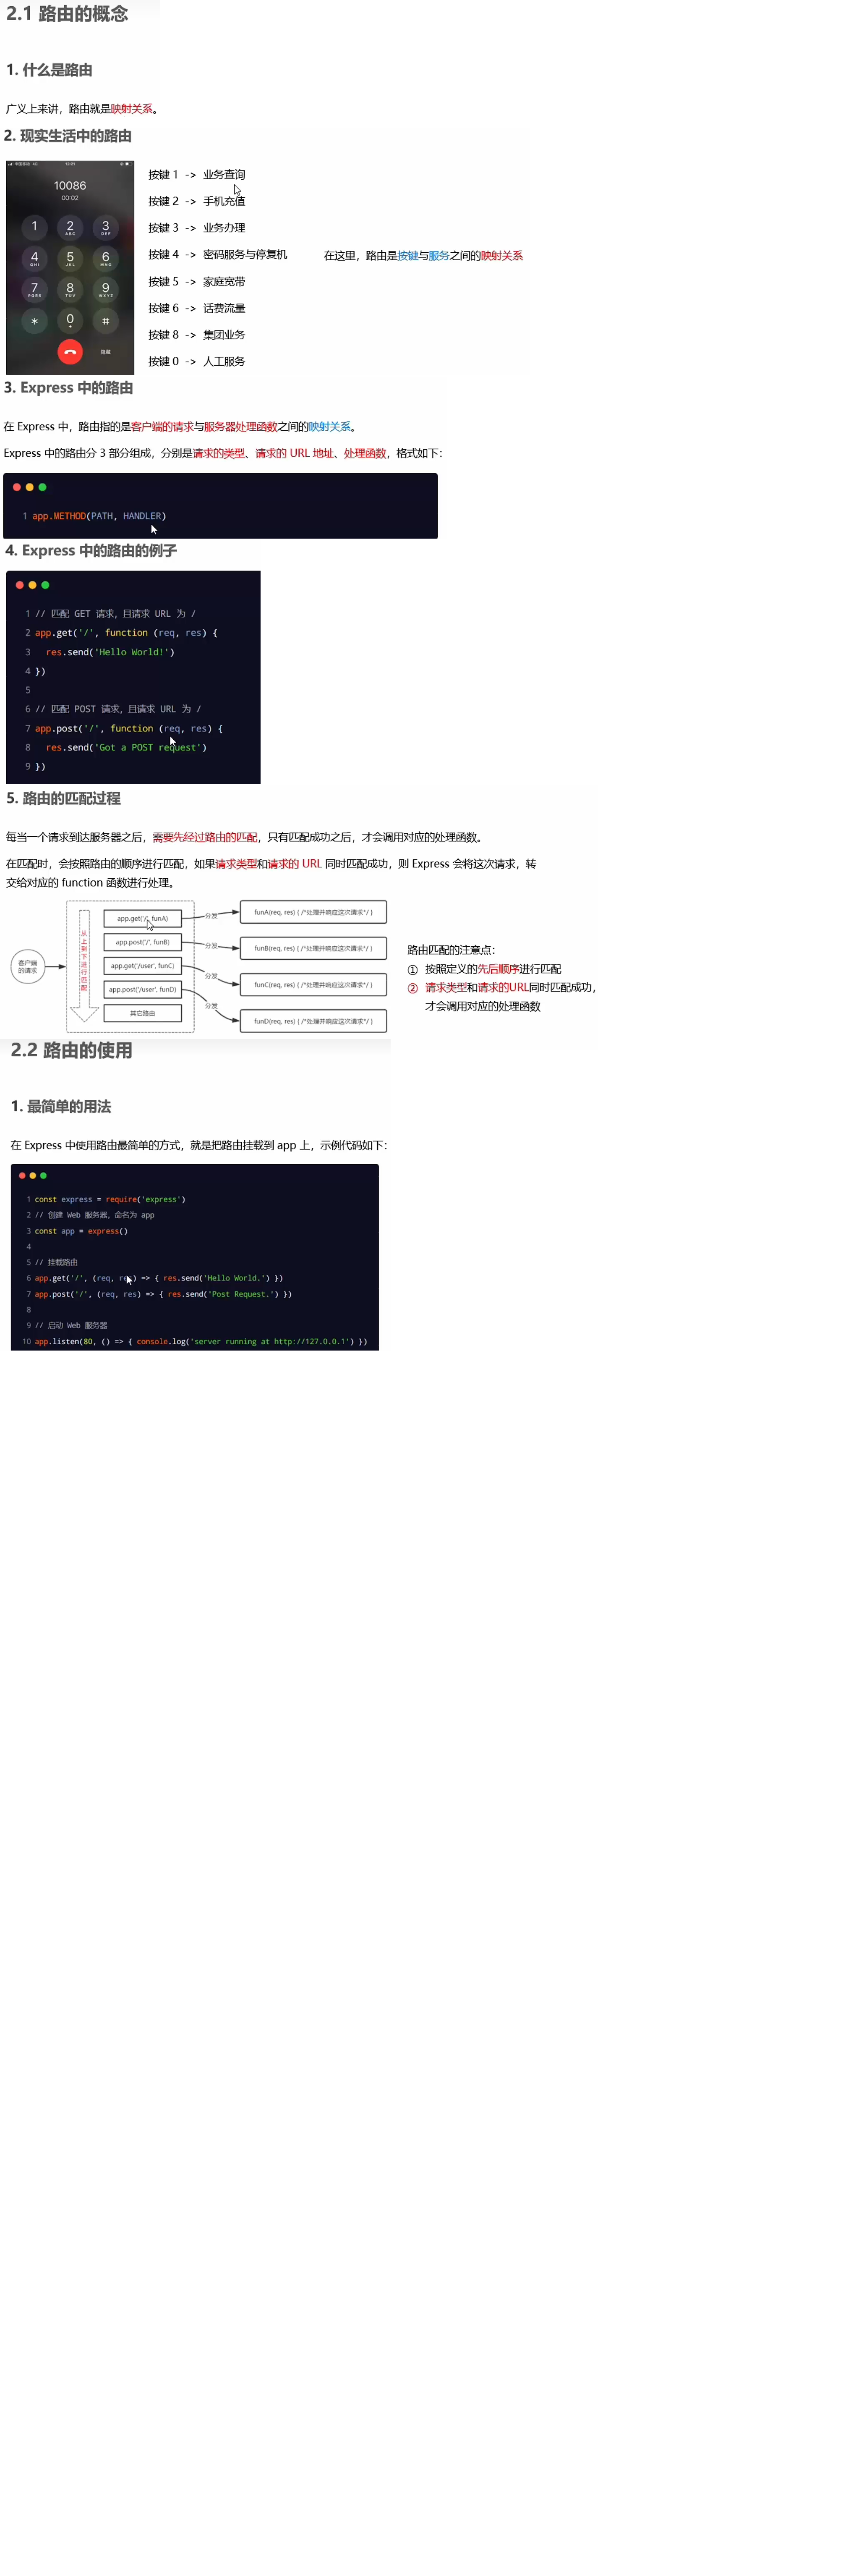 2.1 路由的概念
1. 什么是路由
广义上来讲，路由就是映射关系。
2. 现实生活中的路由
中国移动 4G 12:21
10086
00:02
1 2 3
ABC DEF
4 5 6
GHI JKL MNO
7 8 9
PQRS TUV WXYZ
* 0 #
+
隐藏
按键 1 -> 业务查询
按键 2 -> 手机充值
按键 3 -> 业务办理
按键 4 -> 密码服务与停复机
按键 5 -> 家庭宽带
按键 6 -> 话费流量
按键 8 -> 集团业务
按键 0 -> 人工服务
在这里，路由是按键与服务之间的映射关系
3. Express 中的路由
在 Express 中，路由指的是客户端的请求与服务器处理函数之间的映射关系。
Express 中的路由分 3 部分组成，分别是请求的类型、请求的 URL 地址、处理函数，格式如下：
1 app.METHOD(PATH, HANDLER)
4. Express 中的路由的例子
1 // 匹配 GET 请求，且请求 URL 为 /
2 app.get('/', function (req, res) {
3   res.send('Hello World!')
4 })
5
6 // 匹配 POST 请求，且请求 URL 为 /
7 app.post('/', function (req, res) {
8   res.send('Got a POST request')
9 })
5. 路由的匹配过程
每当一个请求到达服务器之后，需要先经过路由的匹配，只有匹配成功之后，才会调用对应的处理函数。
在匹配时，会按照路由的顺序进行匹配，如果请求类型和请求的 URL 同时匹配成功，则 Express 会将这次请求，转
交给对应的 function 函数进行处理。
客户端
的请求
从上到下进行匹配
app.get('/', funA)
app.post('/', funB)
app.get('/user', funC)
app.post('/user', funD)
其它路由
分发
分发
分发
分发
funA(req, res) { /*处理并响应这次请求*/ }
funB(req, res) { /*处理并响应这次请求*/ }
funC(req, res) { /*处理并响应这次请求*/ }
funD(req, res) { /*处理并响应这次请求*/ }
路由匹配的注意点：
① 按照定义的先后顺序进行匹配
② 请求类型和请求的URL同时匹配成功，
才会调用对应的处理函数
2.2 路由的使用
1. 最简单的用法
在 Express 中使用路由最简单的方式，就是把路由挂载到 app 上，示例代码如下：
1 const express = require('express')
2 // 创建 Web 服务器，命名为 app
3 const app = express()
4
5 // 挂载路由
6 app.get('/', (req, res) => { res.send('Hello World.') })
7 app.post('/', (req, res) => { res.send('Post Request.') })
8
9 // 启动 Web 服务器
10 app.listen(80, () => { console.log('server running at http://127.0.0.1') })